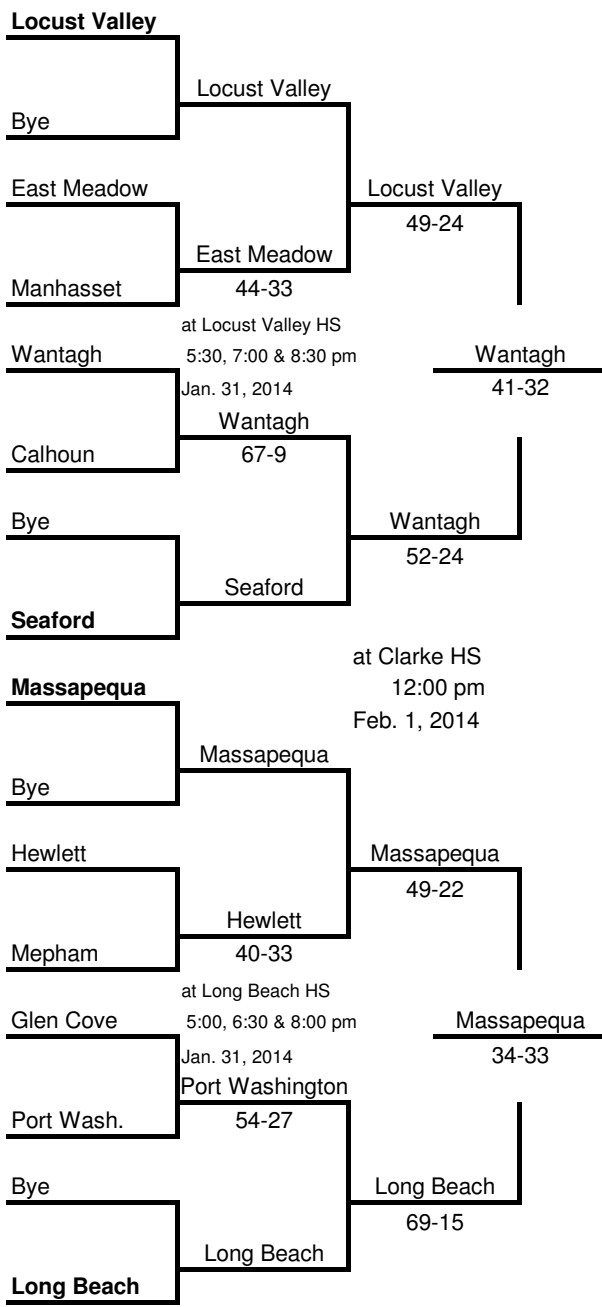 Locust Valley
Locust Valley
Bye
East Meadow
Locust Valley
49-24
East Meadow
Manhasset
44-33
at Locust Valley HS
Wantagh
5:30, 7:00 & 8:30 pm
Wantagh
Jan. 31, 2014
41-32
Wantagh
Calhoun
67-9
Bye
Wantagh
52-24
Seaford
Seaford
at Clarke HS
Massapequa
12:00 pm
Feb. 1, 2014
Massapequa
Bye
Hewlett
Massapequa
49-22
Hewlett
Mepham
40-33
at Long Beach HS
Glen Cove
5:00, 6:30 & 8:00 pm
Massapequa
Jan. 31, 2014
34-33
Port Washington
Port Wash.
54-27
Bye
Long Beach
69-15
Long Beach
Long Beach